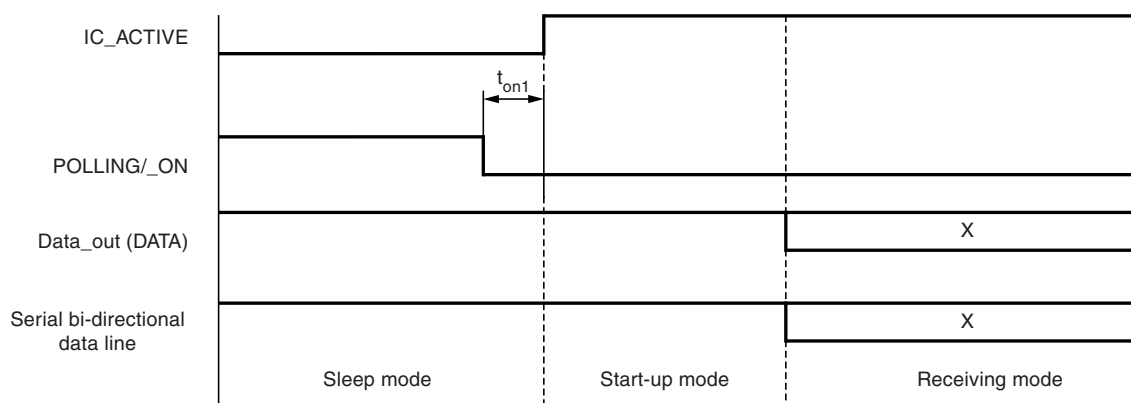 IC_ACTIVE
t_on1
POLLING/_ON
Data_out (DATA)
X
Serial bi-directional
data line
X
Sleep mode
Start-up mode
Receiving mode